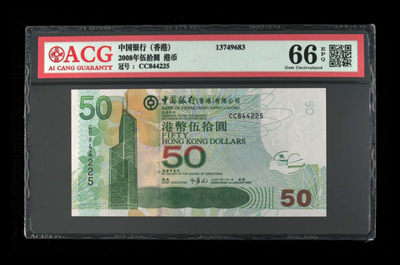 ACG
AI CANG GUARANTY
中国银行（香港）
2008年伍拾圆 港币
冠号：CC844225
13749683
66 EPQ
Gem Uncirculated
50
中國銀行(香港)有限公司
BANK OF CHINA (HONG KONG) LIMITED
CC844225
港幣伍拾圓
FIFTY
HONG KONG DOLLARS
50
CC844225
50
50